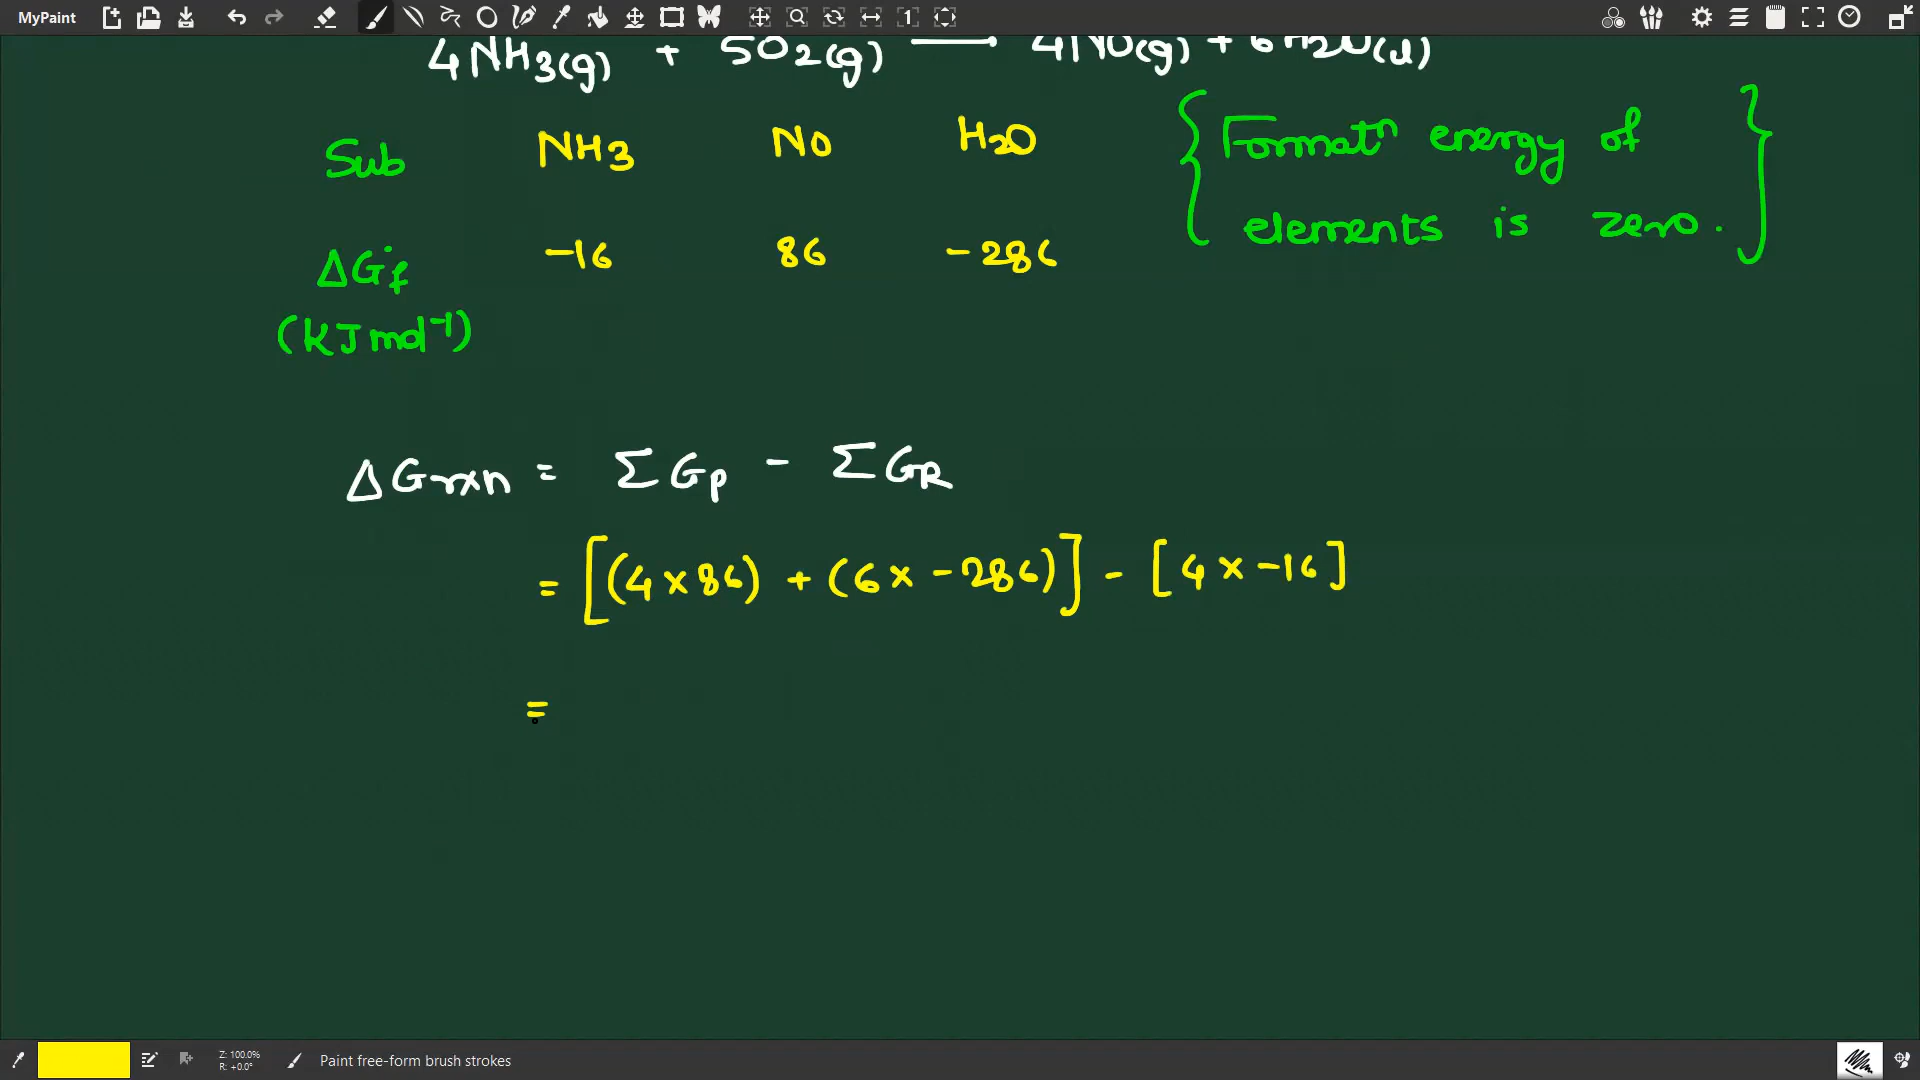 MyPaint
4NH3(g) + 5O2(g) — 4NO(g) + 6H2O(l)
Sub NH3 NO H2O { Formatⁿ energy of
elements is zero. }
ΔG°f -16 86 -286
(KJ mol⁻¹)
ΔGrxn = ΣGp - ΣGR
= [(4 x 86) + (6 x -286)] - [4 x -16]
=
Z: 100.0%
R: +0.0°
Paint free-form brush strokes